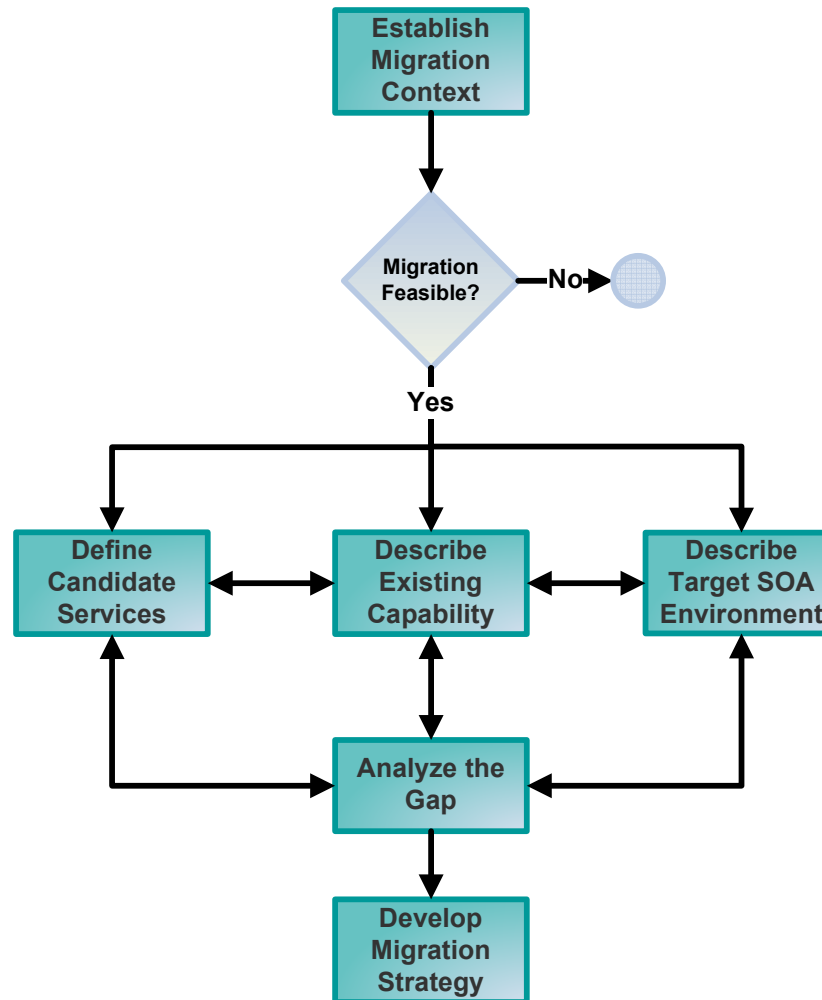 Establish
Migration
Context
Migration
Feasible?
No
Yes
Define
Candidate
Services
Describe
Existing
Capability
Describe
Target SOA
Environment
Analyze the
Gap
Develop
Migration
Strategy